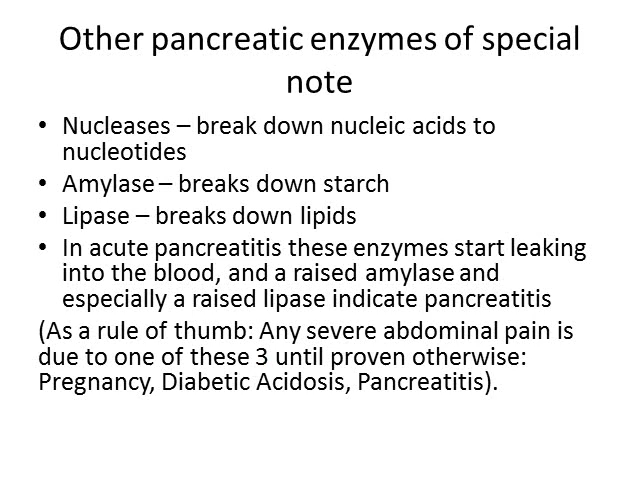 Other pancreatic enzymes of special
note
• Nucleases – break down nucleic acids to
nucleotides
• Amylase – breaks down starch
• Lipase – breaks down lipids
• In acute pancreatitis these enzymes start leaking
into the blood, and a raised amylase and
especially a raised lipase indicate pancreatitis
(As a rule of thumb: Any severe abdominal pain is
due to one of these 3 until proven otherwise:
Pregnancy, Diabetic Acidosis, Pancreatitis).